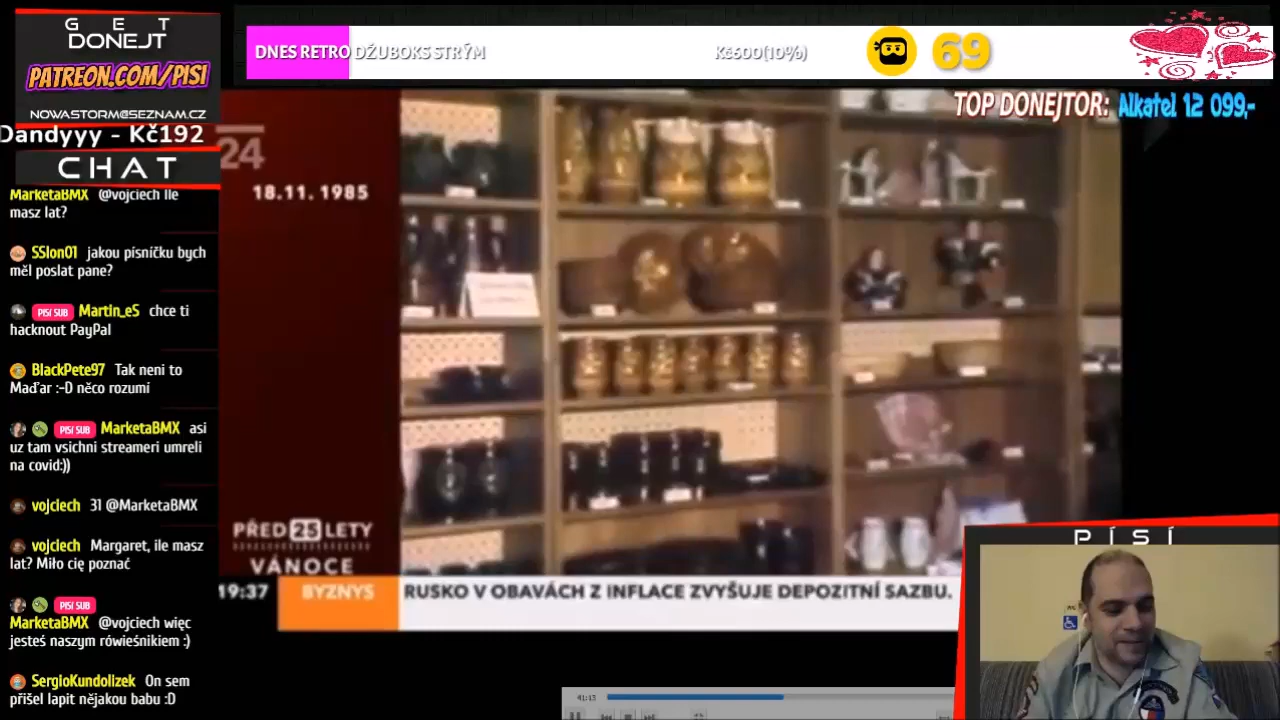 GET
DONEJT
PATREON.COM/PISI
NOWASTORM@SEZNAM.CZ
Dandyyy - Kč192
CHAT
MarketaBMX @vojciech ile
masz lat?
SSlon01 jakou písníčku bych
měl poslat pane?
PISI SUB Martin_eS chce ti
hacknout PayPal
BlackPete97 Tak neni to
Maďar :-D něco rozumí
PISI SUB MarketaBMX asi
uz tam vsichni streameri umreli
na covid:))
vojciech 31 @MarketaBMX
vojciech Margaret, ile masz
lat? Miło cię poznać
PISI SUB
MarketaBMX @vojciech więc
jesteś naszym rówieśnikiem :)
SergioKundolizek On sem
přišel lapit nějakou babu :D
DNES RETRO DŽUBOKS STRÝM
Kč600(10%)
69
TOP DONEJTOR: Alkatel 12 099,-
24
18.11. 1985
PŘED 25 LETY
VÁNOCE
19:37
BYZNYS
RUSKO V OBAVÁCH Z INFLACE ZVYŠUJE DEPOZITNÍ SAZBU.
PÍSÍ
41:13